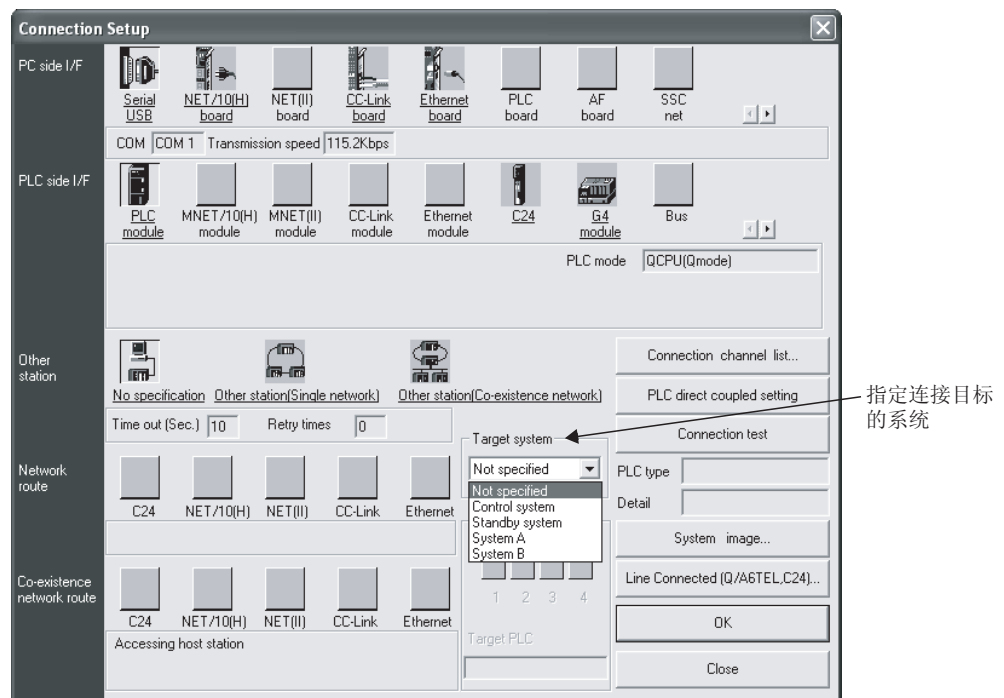 Connection Setup
PC side I/F
Serial USB
NET/10(H) board
NET(II) board
CC-Link board
Ethernet board
PLC board
AF board
SSC net
COM COM 1 Transmission speed 115.2Kbps
PLC side I/F
PLC module
MNET/10(H) module
MNET(II) module
CC-Link module
Ethernet module
C24
G4 module
Bus
PLC mode QCPU(Qmode)
Other station
No specification
Other station(Single network)
Other station(Co-existence network)
Time out (Sec.) 10 Retry times 0
Target system
Not specified
Not specified
Control system
Standby system
System A
System B
1 2 3 4
Target PLC
Connection channel list...
PLC direct coupled setting
Connection test
PLC type
Detail
System image...
Line Connected (Q/A6TEL,C24)...
OK
Close
Network route
C24 NET/10(H) NET(II) CC-Link Ethernet
Co-existence network route
C24 NET/10(H) NET(II) CC-Link Ethernet
Accessing host station
指定连接目标
的系统